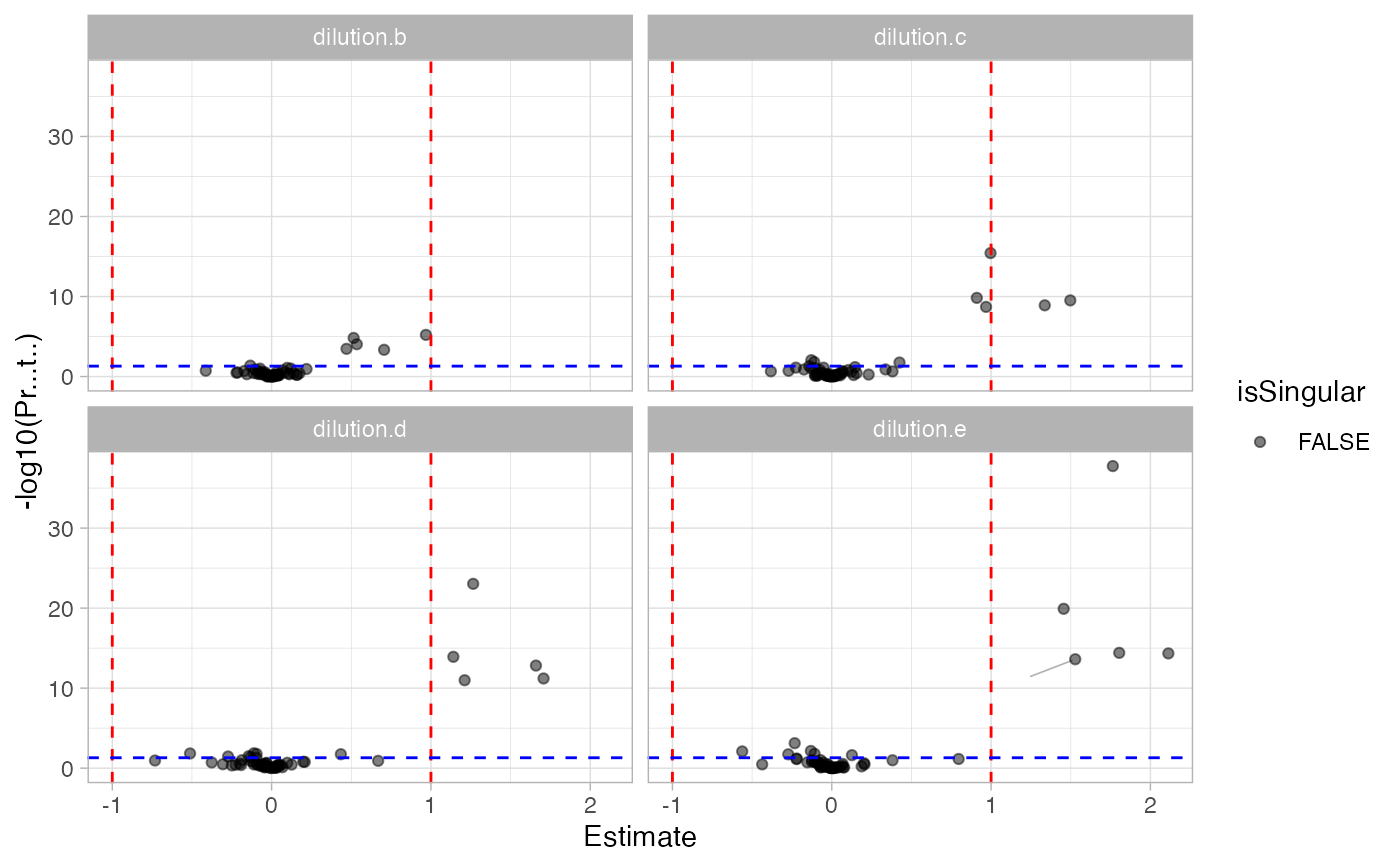 dilution.b
dilution.c
30
20
10
0
dilution.d
dilution.e
30
20
10
0
-1
0
1
2
-1
0
1
2
Estimate
-log10(Pr...t..)
isSingular
FALSE